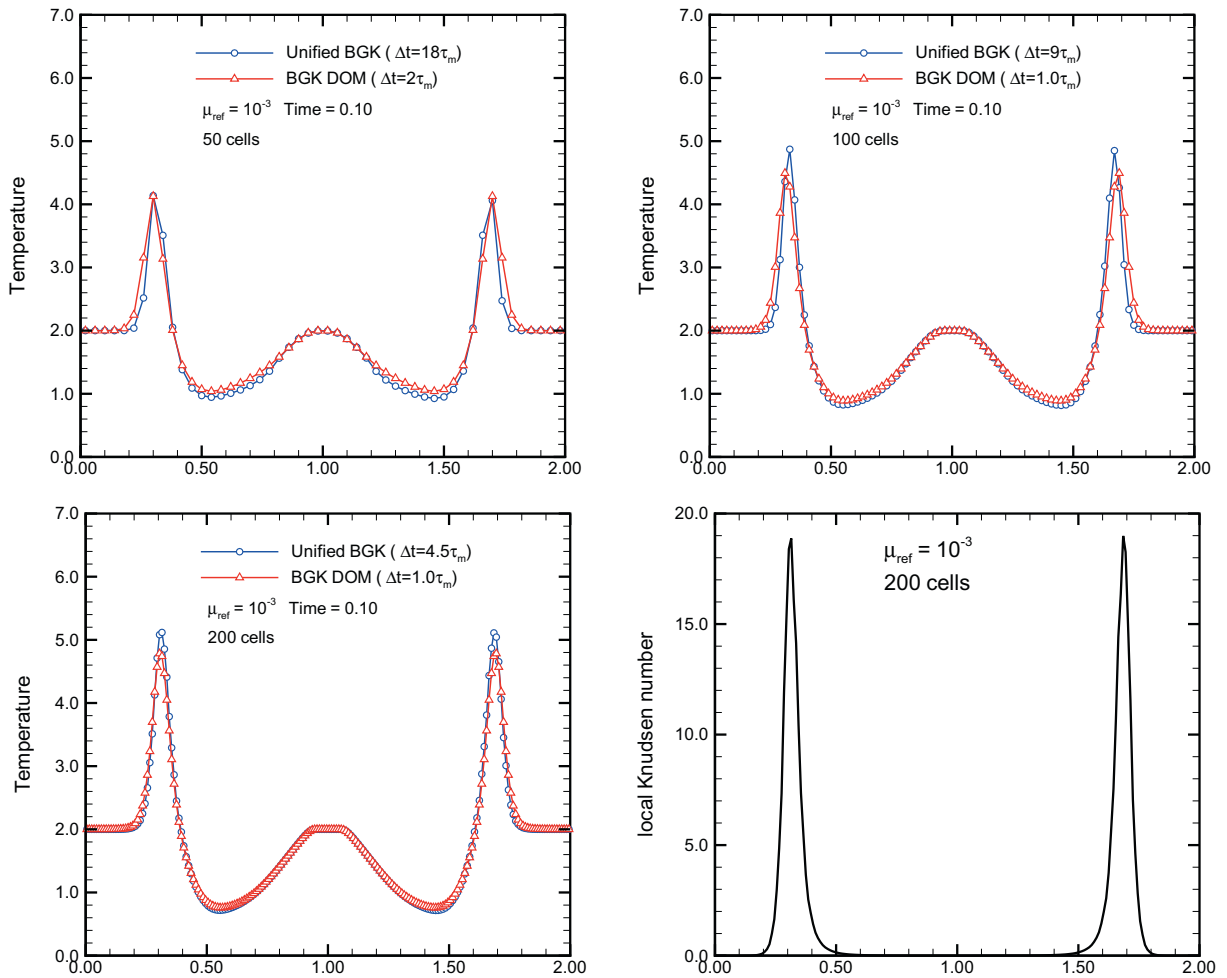 7.0
6.0
5.0
4.0
3.0
2.0
1.0
0.0
Temperature
Unified BGK ( Δt=18τm)
BGK DOM ( Δt=2τm)
μref = 10-3 Time = 0.10
50 cells
0.00 0.50 1.00 1.50 2.00
7.0
6.0
5.0
4.0
3.0
2.0
1.0
0.0
Temperature
Unified BGK ( Δt=9τm)
BGK DOM ( Δt=1.0τm)
μref = 10-3 Time = 0.10
100 cells
0.00 0.50 1.00 1.50 2.00
7.0
6.0
5.0
4.0
3.0
2.0
1.0
0.0
Temperature
Unified BGK ( Δt=4.5τm)
BGK DOM ( Δt=1.0τm)
μref = 10-3 Time = 0.10
200 cells
0.00 0.50 1.00 1.50 2.00
20.0
15.0
10.0
5.0
0.0
local Knudsen number
μref = 10-3
200 cells
0.00 0.50 1.00 1.50 2.00